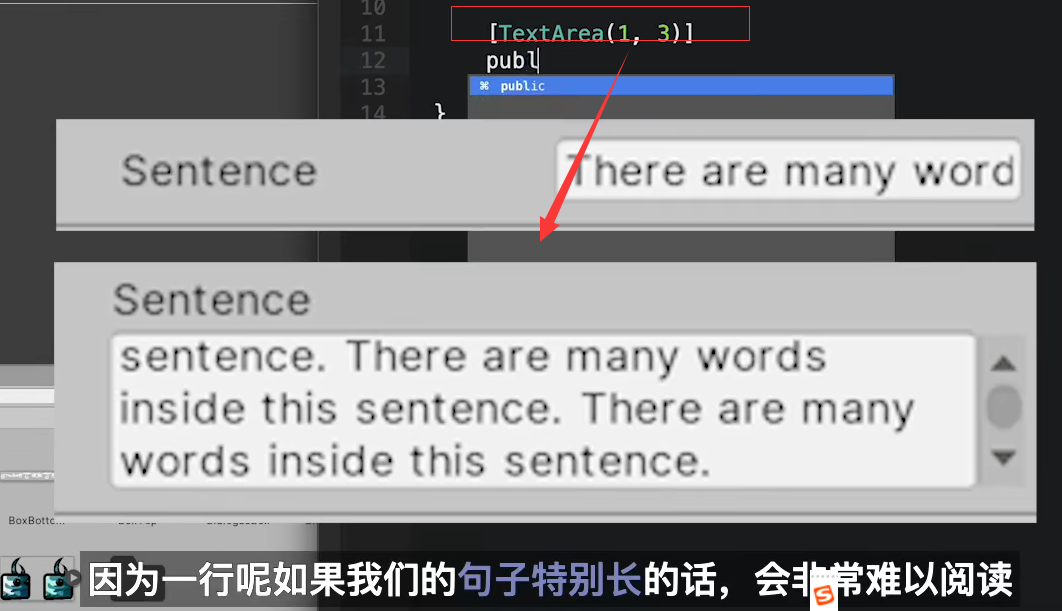 10
11 [TextArea(1, 3)]
12 publ
13 ⌘ public
14 }
Sentence There are many word
Sentence
sentence. There are many words
inside this sentence. There are many
words inside this sentence.
BoxBotto...
因为一行呢如果我们的句子特别长的话，会非常难以阅读